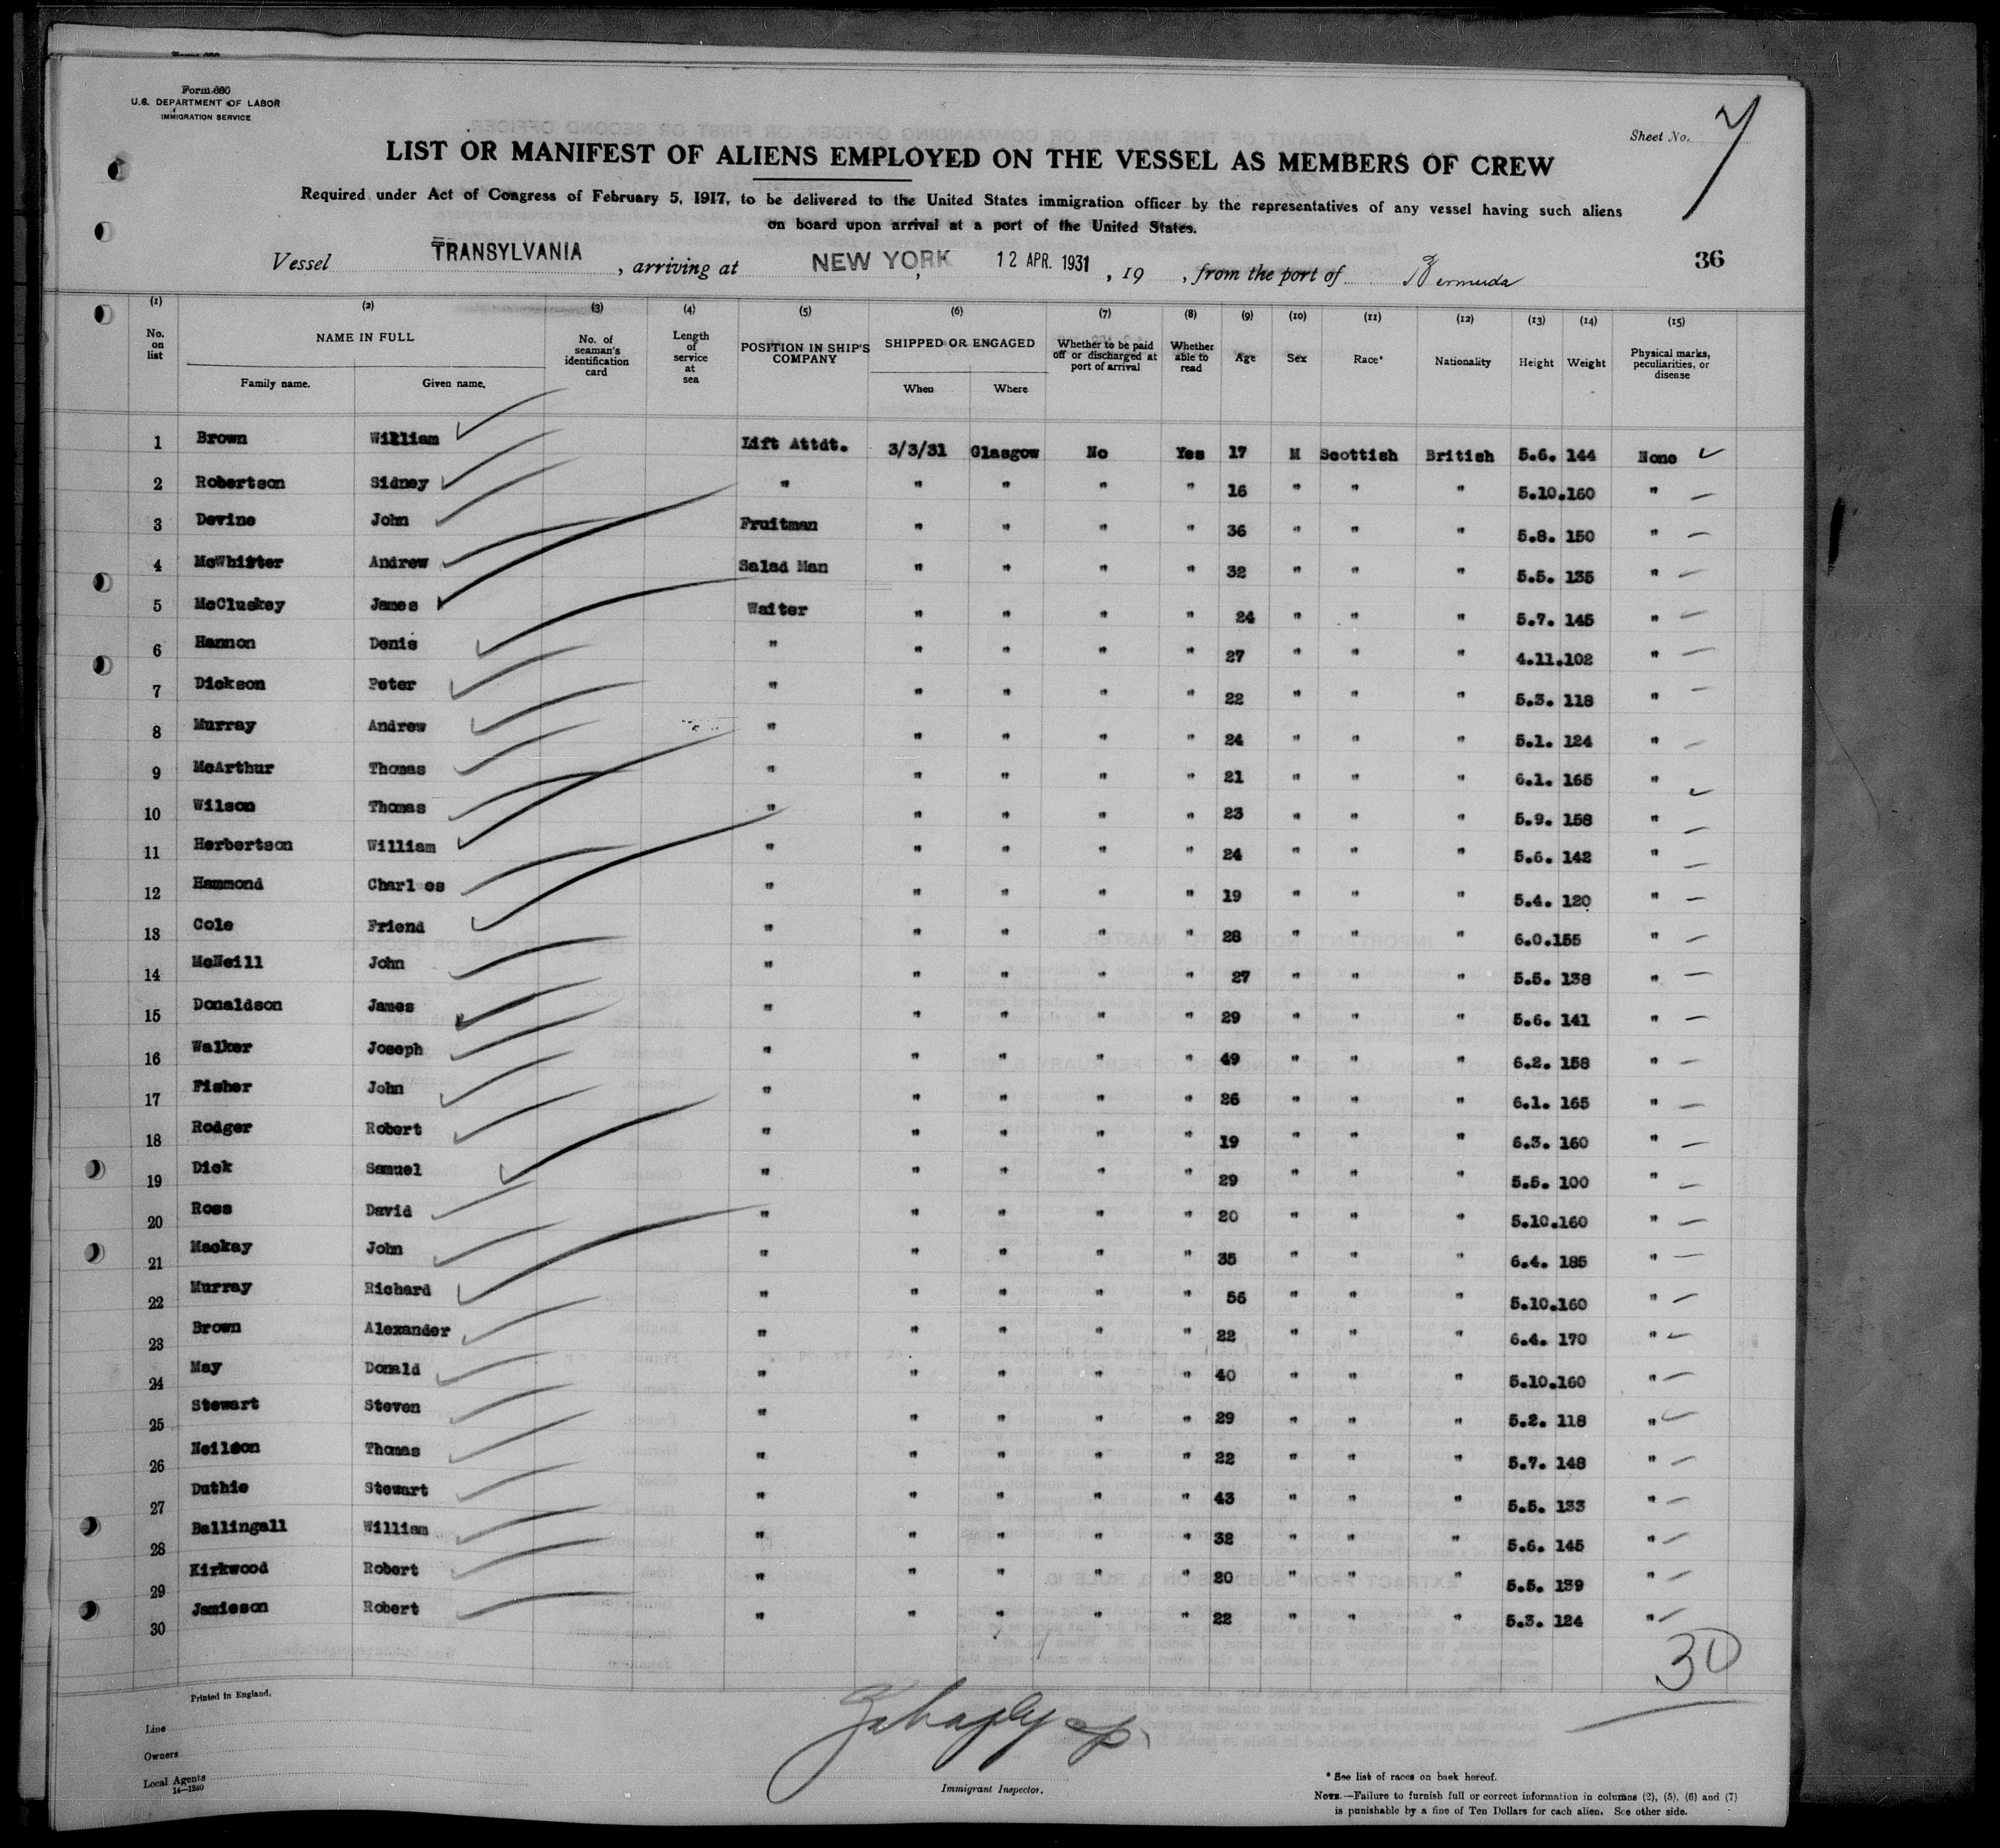 Form 680
U.S. DEPARTMENT OF LABOR
IMMIGRATION SERVICE
Sheet No. 7
LIST OR MANIFEST OF ALIENS EMPLOYED ON THE VESSEL AS MEMBERS OF CREW
Required under Act of Congress of February 5, 1917, to be delivered to the United States immigration officer by the representatives of any vessel having such aliens
on board upon arrival at a port of the United States.
Vessel TRANSYLVANIA, arriving at NEW YORK, 12 APR. 1931, 19 , from the port of Bermuda
36
(1) (2) (3) (4) (5) (6) (7) (8) (9) (10) (11) (12) (13) (14) (15)
No. on list NAME IN FULL Family name. Given name. No. of seaman's identification card Length of service at sea POSITION IN SHIP'S COMPANY SHIPPED OR ENGAGED When Where Whether to be paid off or discharged at port of arrival Whether able to read Age Sex Race* Nationality Height Weight Physical marks, peculiarities, or disease
1 Brown William Lift Attdt. 3/3/31 Glasgow No Yes 17 M Scottish British 5.6. 144 None
2 Robertson Sidney " " " " " 16 " " " 5.10. 160 "
3 Devine John Fruitman " " " " 36 " " " 5.8. 150 "
4 McWhirter Andrew Salad Man " " " " 32 " " " 5.5. 135 "
5 McCluskey James Waiter " " " " 24 " " " 5.7. 145 "
6 Hannon Denis " " " " " 27 " " " 4.11. 102 "
7 Dickson Peter " " " " " 22 " " " 5.3. 118 "
8 Murray Andrew " " " " " 24 " " " 5.1. 124 "
9 McArthur Thomas " " " " " 21 " " " 6.1. 165 "
10 Wilson Thomas " " " " " 23 " " " 5.9. 158 "
11 Herbertson William " " " " " 24 " " " 5.6. 142 "
12 Hammond Charles " " " " " 19 " " " 5.4. 120 "
13 Cole Friend " " " " " 28 " " " 6.0. 155 "
14 McNeill John " " " " " 27 " " " 5.5. 138 "
15 Donaldson James " " " " " 29 " " " 5.6. 141 "
16 Walker Joseph " " " " " 49 " " " 6.2. 158 "
17 Fisher John " " " " " 26 " " " 6.1. 165 "
18 Rodger Robert " " " " " 19 " " " 6.3. 160 "
19 Dick Samuel " " " " " 29 " " " 5.5. 100 "
20 Ross David " " " " " 20 " " " 5.10. 160 "
21 Mackay John " " " " " 35 " " " 6.4. 185 "
22 Murray Richard " " " " " 55 " " " 5.10. 160 "
23 Brown Alexander " " " " " 22 " " " 6.4. 170 "
24 May Donald " " " " " 40 " " " 5.10. 160 "
25 Stewart Steven " " " " " 29 " " " 5.2. 118 "
26 Neilson Thomas " " " " " 22 " " " 5.7. 148 "
27 Duthie Stewart " " " " " 43 " " " 5.5. 133 "
28 Ballingall William " " " " " 32 " " " 5.6. 145 "
29 Kirkwood Robert " " " " " 20 " " " 5.5. 139 "
30 Jamieson Robert " " " " " 22 " " " 5.3. 124 "
30
Printed in England.
Line
Owners
Local Agents
14—1240
Immigrant Inspector.
* See list of races on back hereof.
NOTE.—Failure to furnish full or correct information in columns (2), (5), (6) and (7)
is punishable by a fine of Ten Dollars for each alien. See other side.